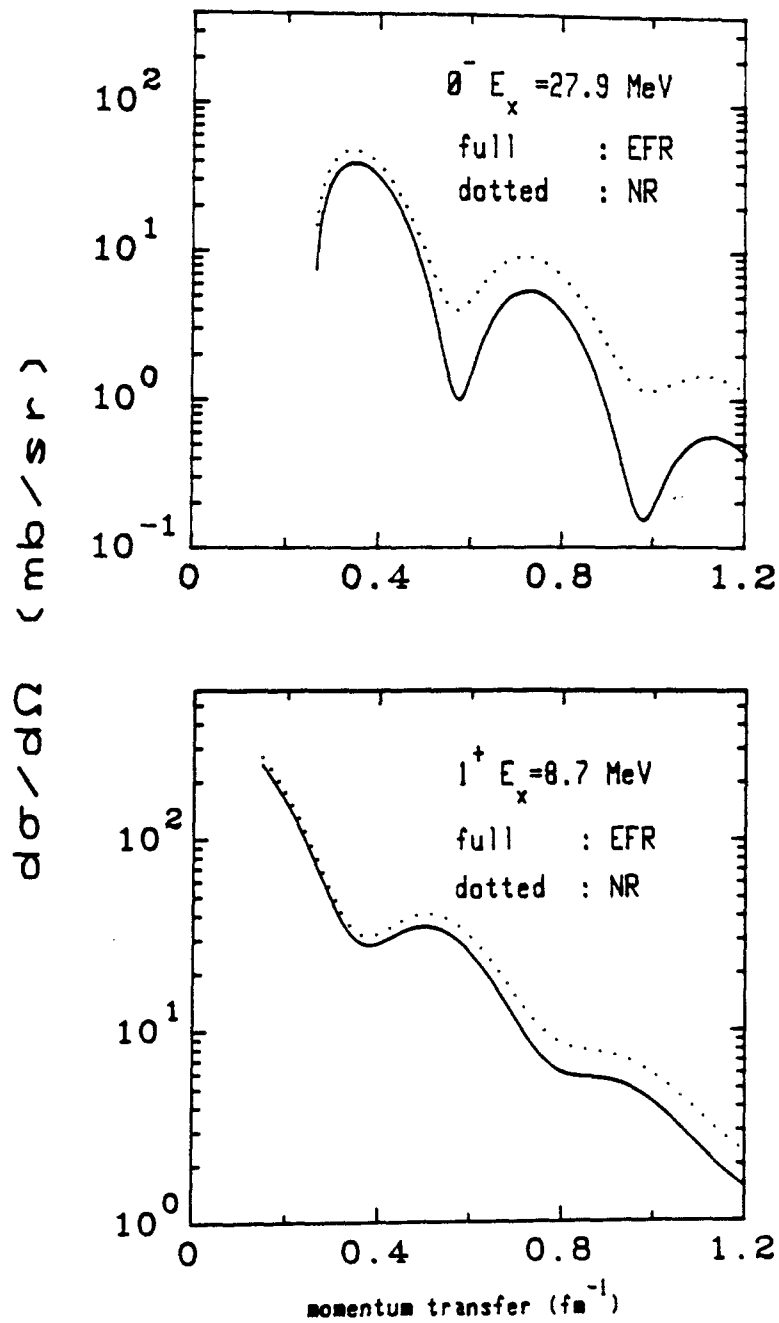 dσ/dΩ (mb/sr)
10^2
10^1
10^0
10^-1
0^- E_x =27.9 MeV
full : EFR
dotted : NR
0 0.4 0.8 1.2
10^2
10^1
10^0
1^+ E_x=8.7 MeV
full : EFR
dotted : NR
0 0.4 0.8 1.2
momentum transfer (fm^-1)